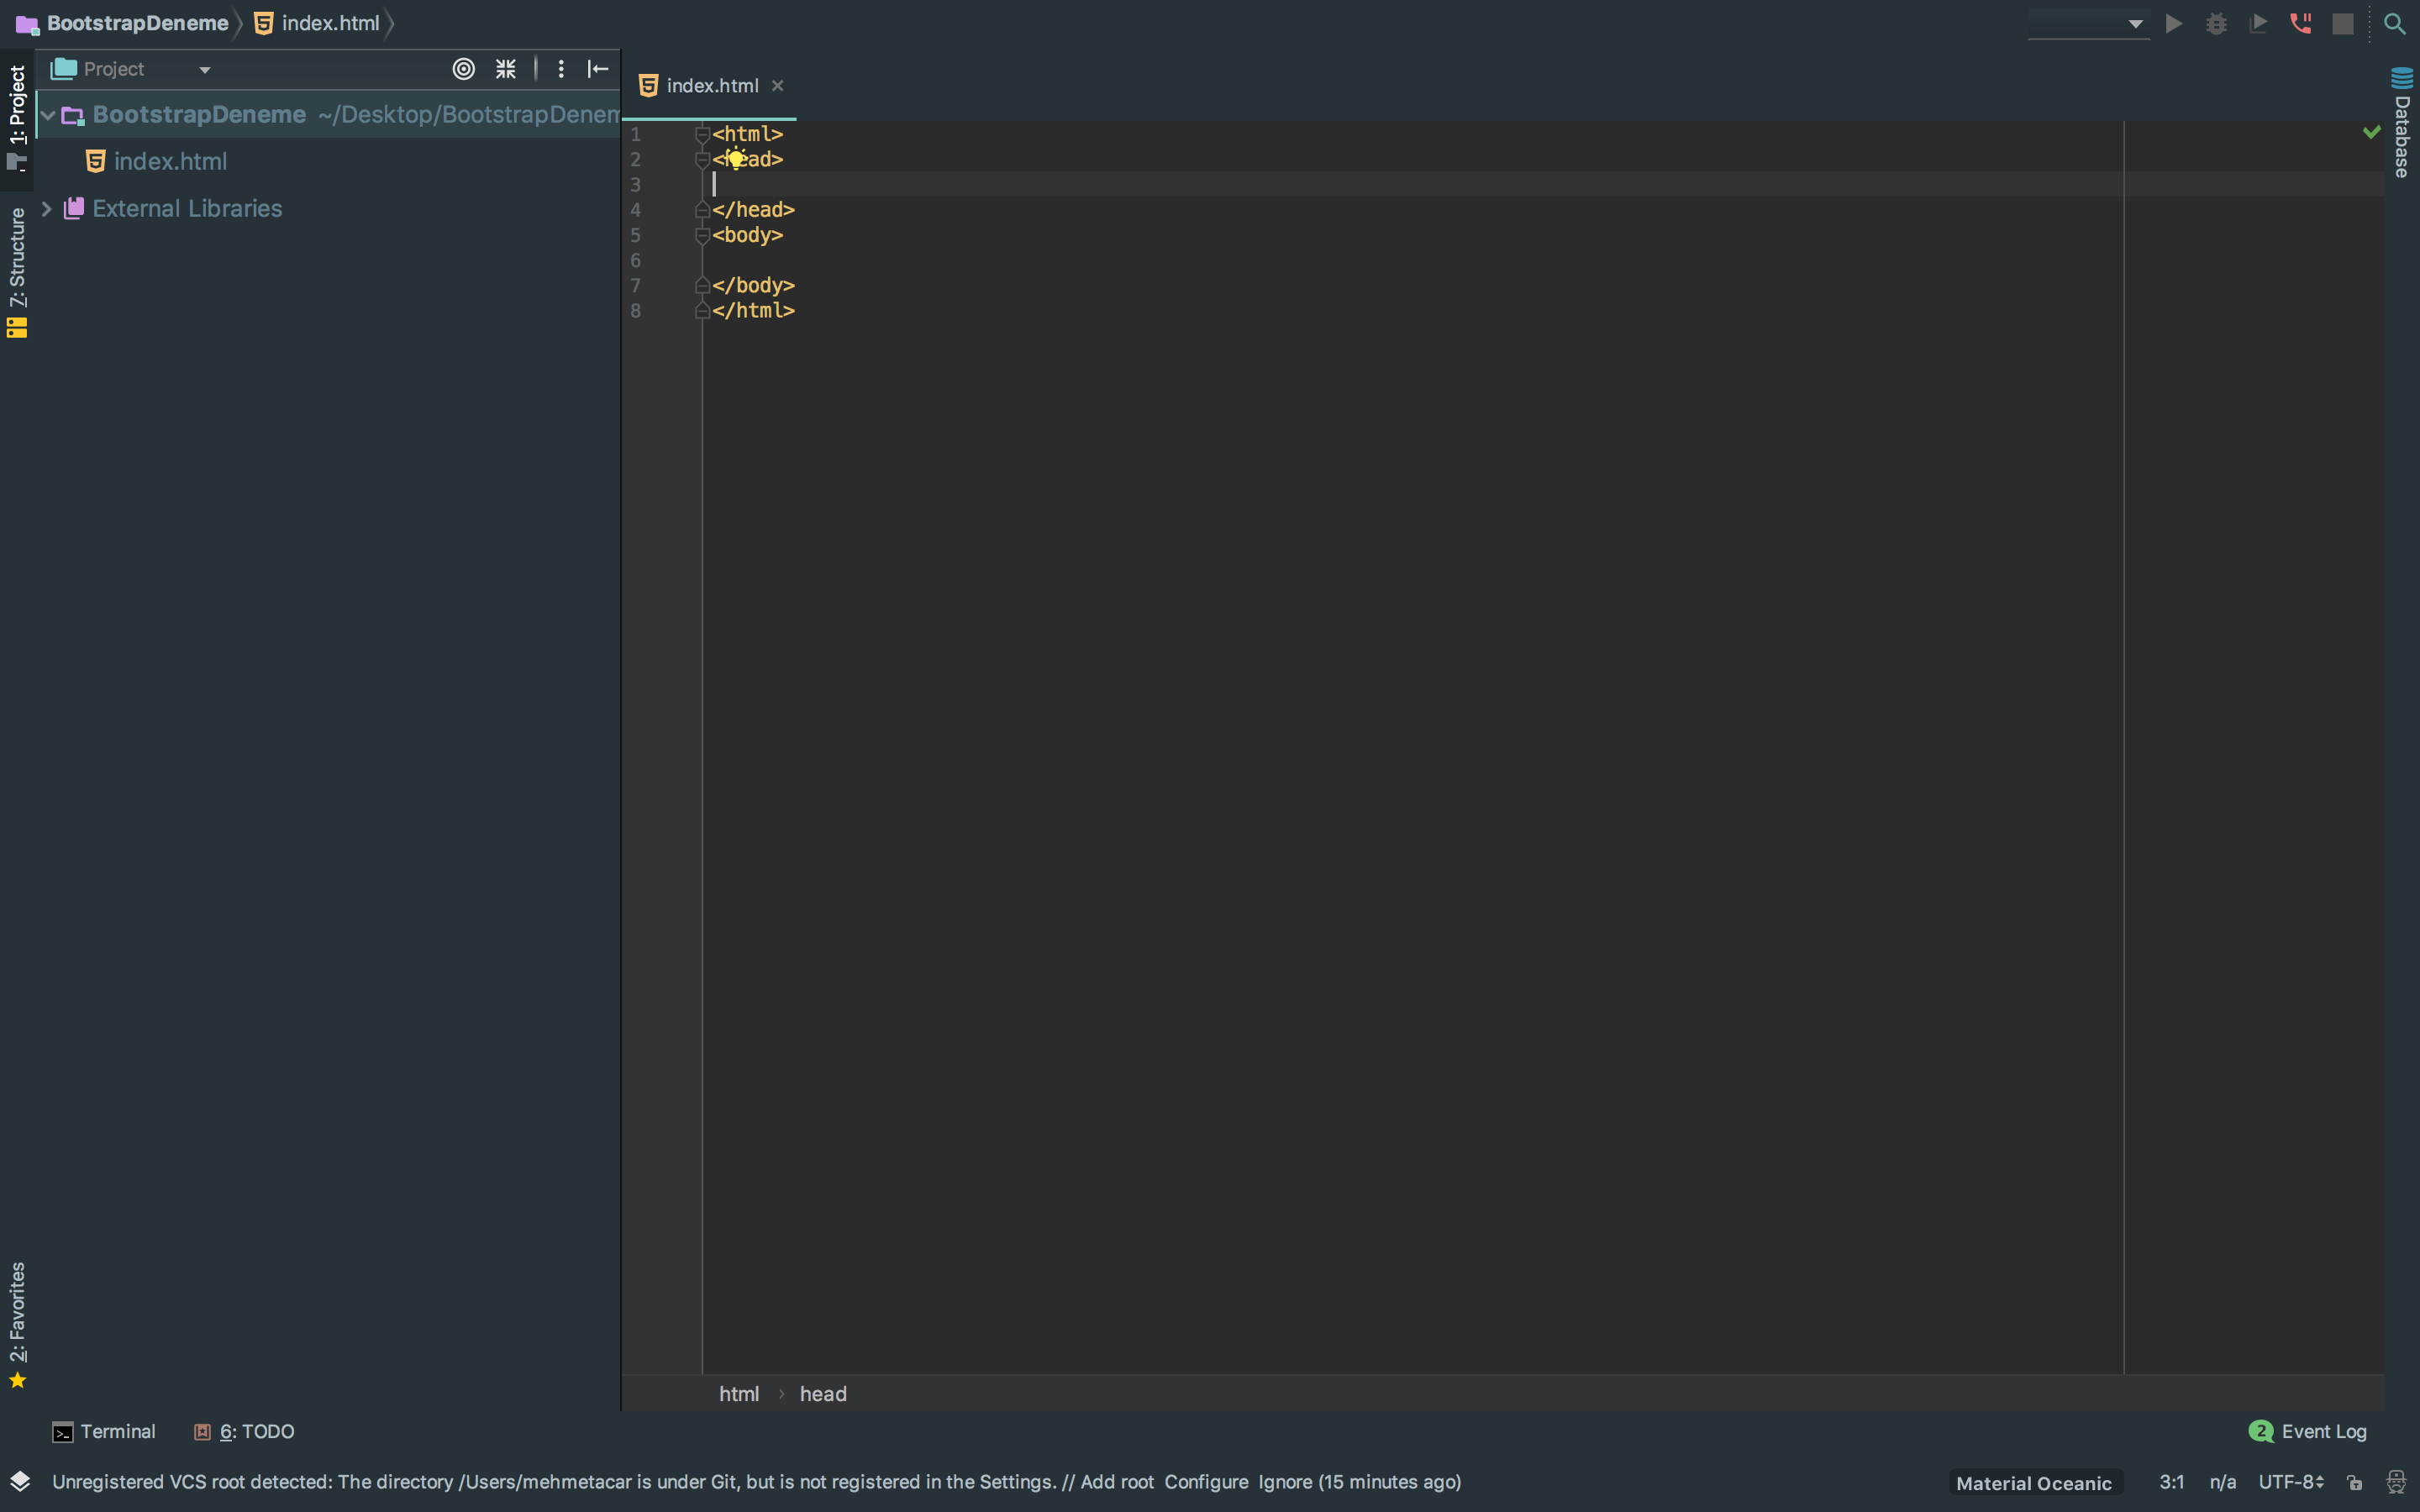 BootstrapDeneme index.html
Project
index.html
BootstrapDeneme ~/Desktop/BootstrapDenem
index.html
External Libraries
1: Project
7: Structure
2: Favorites
Database
1 <html>
2 <head>
3
4 </head>
5 <body>
6
7 </body>
8 </html>
html › head
Terminal 6: TODO
2 Event Log
Unregistered VCS root detected: The directory /Users/mehmetacar is under Git, but is not registered in the Settings. // Add root Configure Ignore (15 minutes ago)
Material Oceanic 3:1 n/a UTF-8